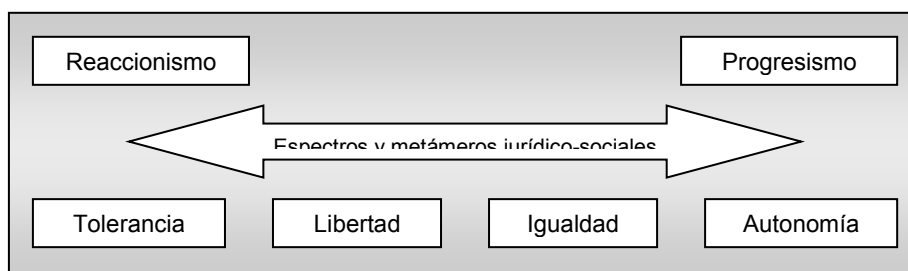 Reaccionismo
Progresismo
Espectros y metámeros jurídico-sociales
Tolerancia
Libertad
Igualdad
Autonomía